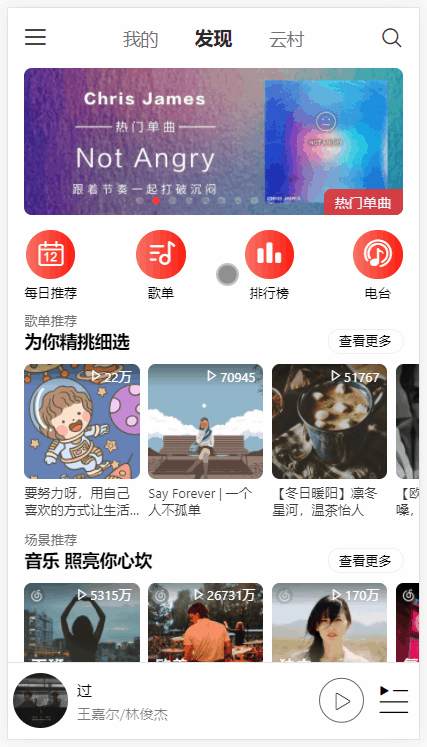 我的 发现 云村
Chris James
热门单曲
Not Angry
跟着节奏一起打破沉闷
NOT ANGRY
CHRIS JAMES
热门单曲
12
每日推荐 歌单 排行榜 电台
歌单推荐
为你精挑细选 查看更多
22万 70945 51767
要努力呀，用自己
喜欢的方式让生活...
Say Forever | 一个
人不孤单
【冬日暖阳】凛冬
星河，温茶怡人
【欧
嗓，
场景推荐
音乐 照亮你心坎 查看更多
5315万 26731万 170万
过
王嘉尔/林俊杰